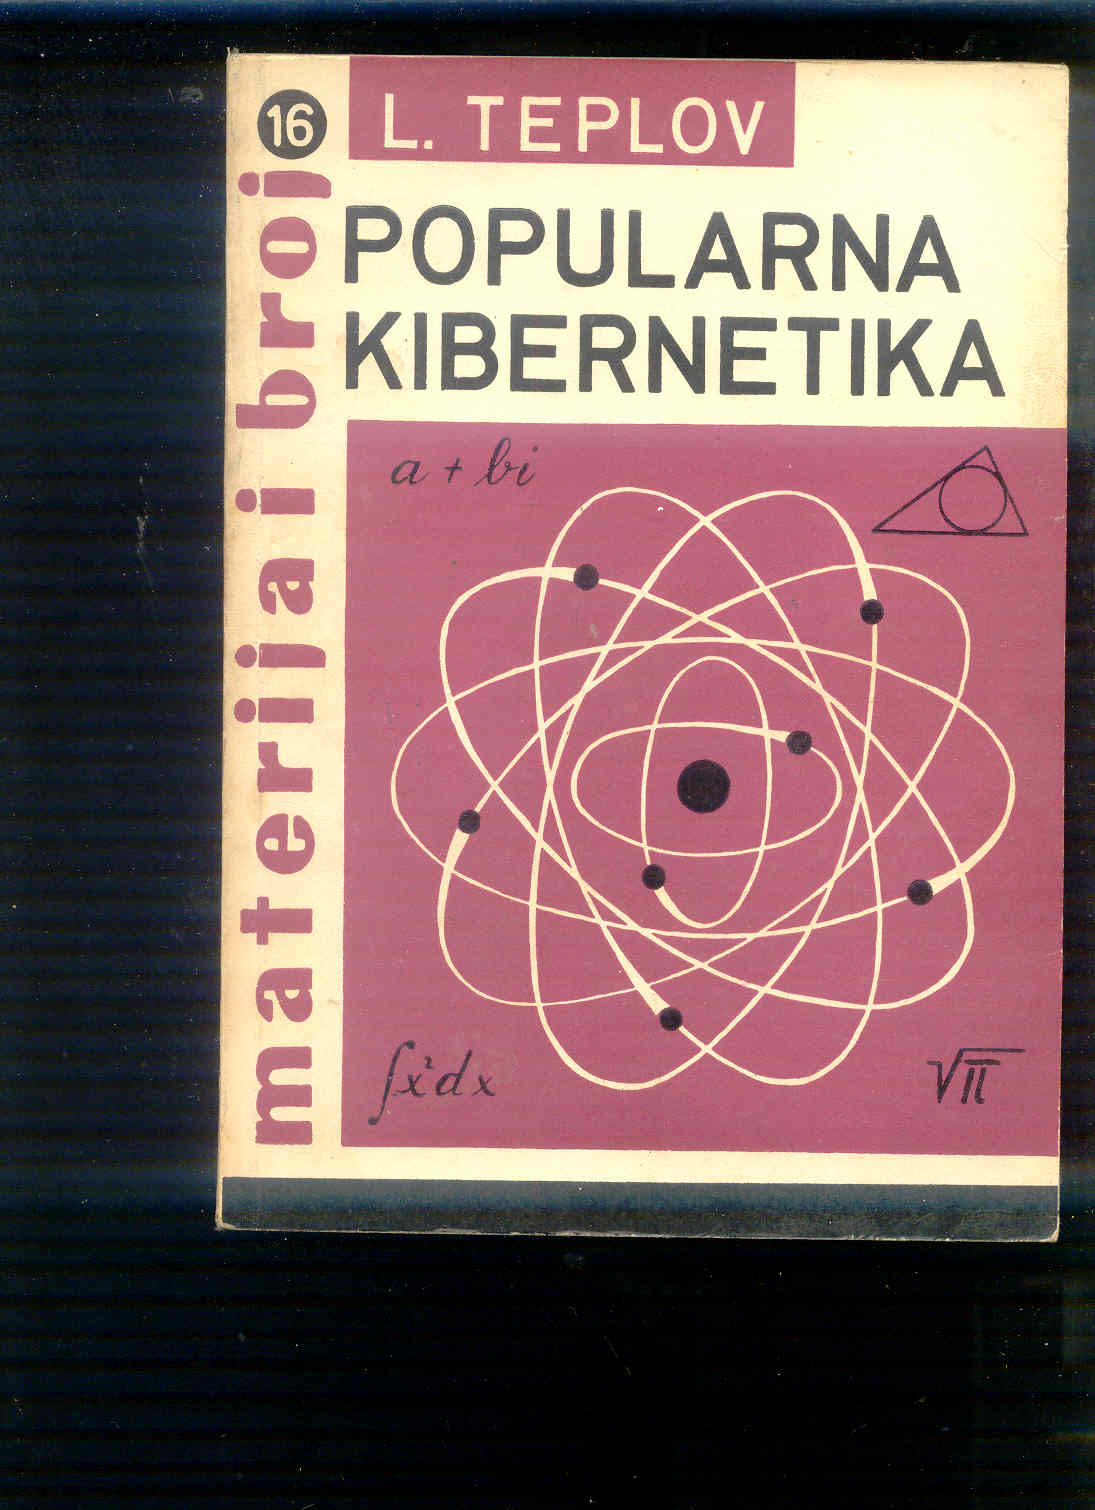 16
materija i broj
L. TEPLOV
POPULARNA
KIBERNETIKA
a + bi
∫x²dx
√π